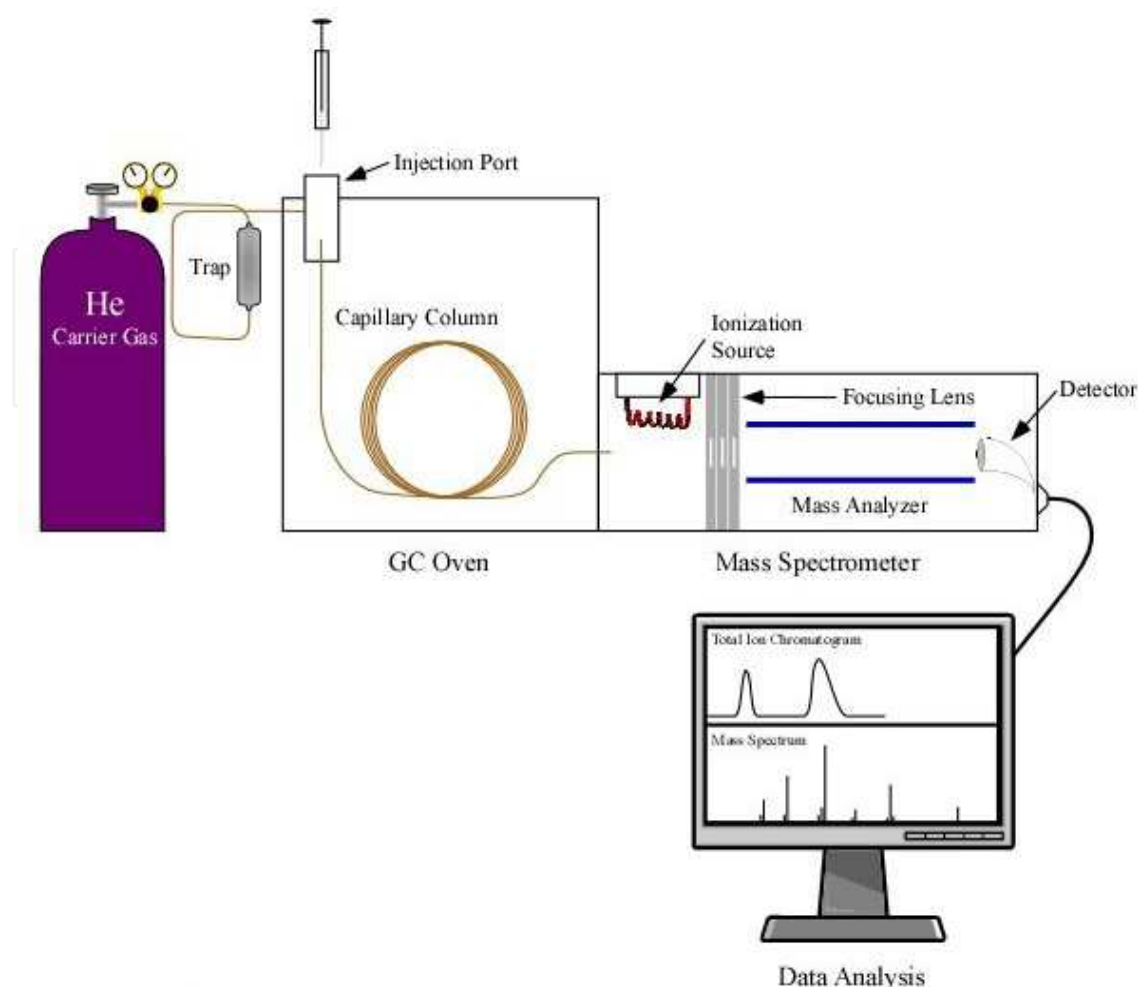 Injection Port
Trap
He
Carrier Gas
Capillary Column
Ionization
Source
Focusing Lens
Detector
Mass Analyzer
GC Oven
Mass Spectrometer
Total Ion Chromatogram
Mass Spectrum
Data Analysis